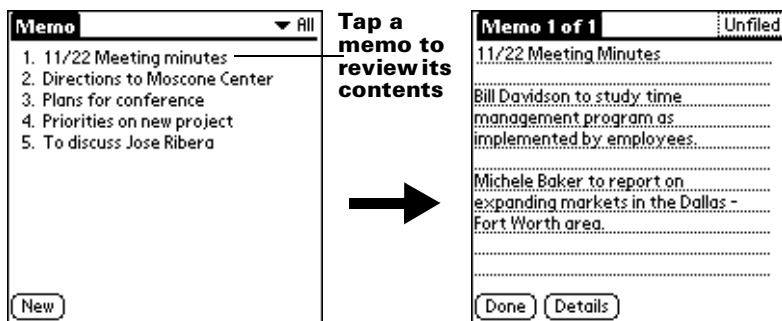 Memo
All
1. 11/22 Meeting minutes
2. Directions to Moscone Center
3. Plans for conference
4. Priorities on new project
5. To discuss Jose Ribera
New
Tap a
memo to
review its
contents
Memo 1 of 1
Unfiled
11/22 Meeting Minutes
Bill Davidson to study time
management program as
implemented by employees.
Michele Baker to report on
expanding markets in the Dallas -
Fort Worth area.
Done
Details